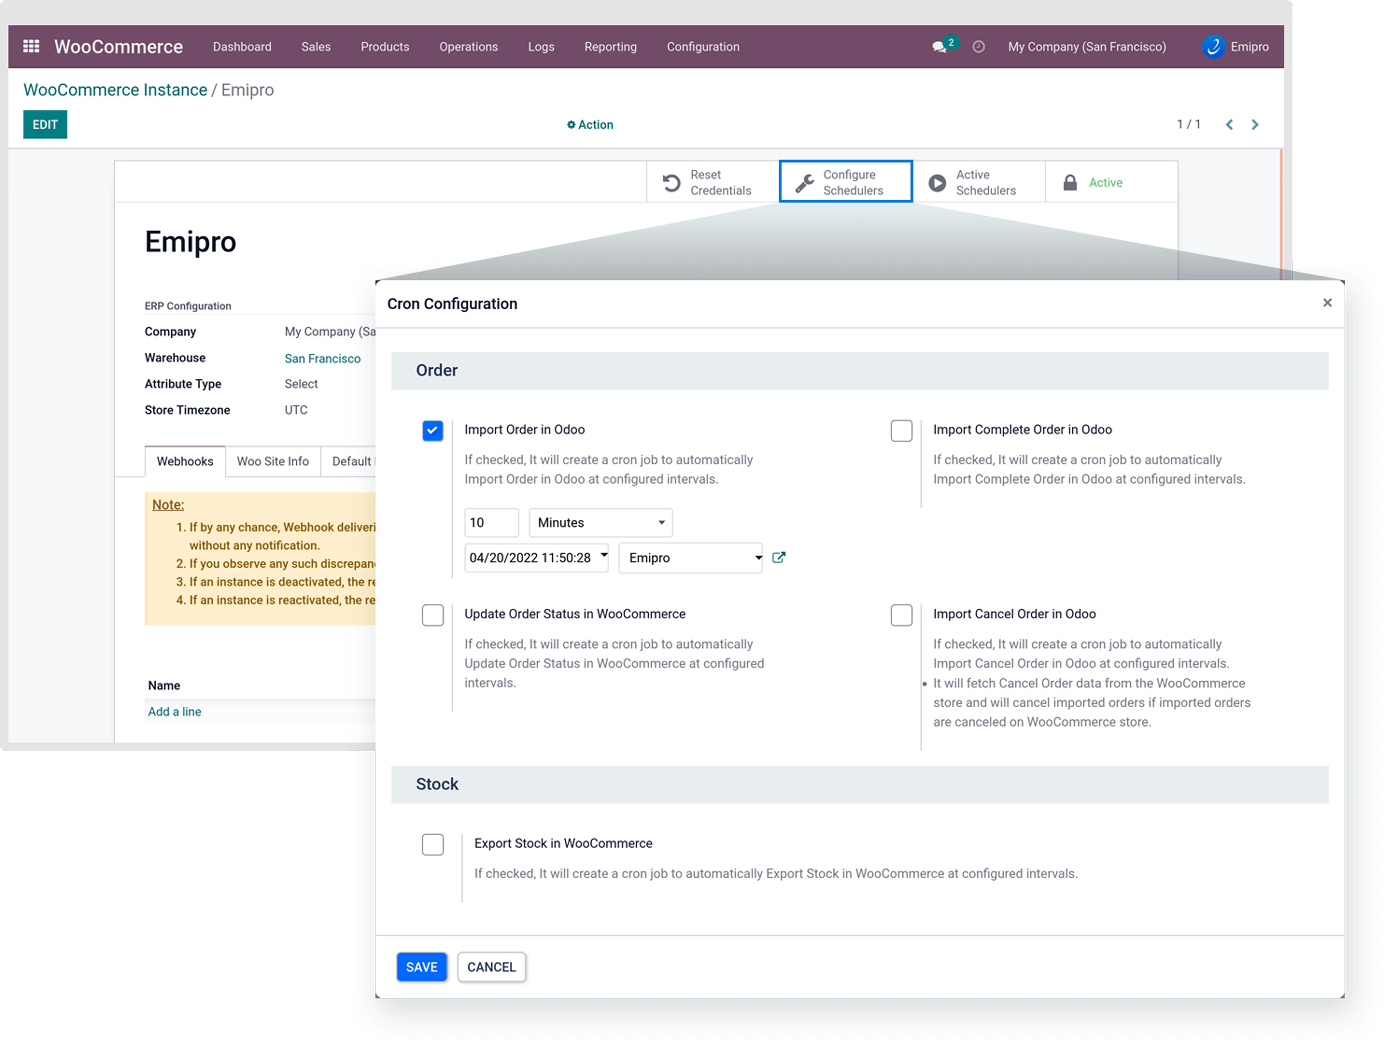 WooCommerce Dashboard Sales Products Operations Logs Reporting Configuration 2 My Company (San Francisco) Emipro
WooCommerce Instance / Emipro
EDIT Action 1 / 1
Reset Credentials
Configure Schedulers
Active Schedulers
Active
Emipro
ERP Configuration
Company My Company (Sa
Warehouse San Francisco
Attribute Type Select
Store Timezone UTC
Webhooks Woo Site Info Default
Note:
1. If by any chance, Webhook deliveri
without any notification.
2. If you observe any such discrepan
3. If an instance is deactivated, the re
4. If an instance is reactivated, the re
Name
Add a line
Cron Configuration ×
Order
Import Order in Odoo
If checked, It will create a cron job to automatically
Import Order in Odoo at configured intervals.
10 Minutes
04/20/2022 11:50:28 Emipro
Import Complete Order in Odoo
If checked, It will create a cron job to automatically
Import Complete Order in Odoo at configured intervals.
Update Order Status in WooCommerce
If checked, It will create a cron job to automatically
Update Order Status in WooCommerce at configured
intervals.
Import Cancel Order in Odoo
If checked, It will create a cron job to automatically
Import Cancel Order in Odoo at configured intervals.
• It will fetch Cancel Order data from the WooCommerce
store and will cancel imported orders if imported orders
are canceled on WooCommerce store.
Stock
Export Stock in WooCommerce
If checked, It will create a cron job to automatically Export Stock in WooCommerce at configured intervals.
SAVE CANCEL